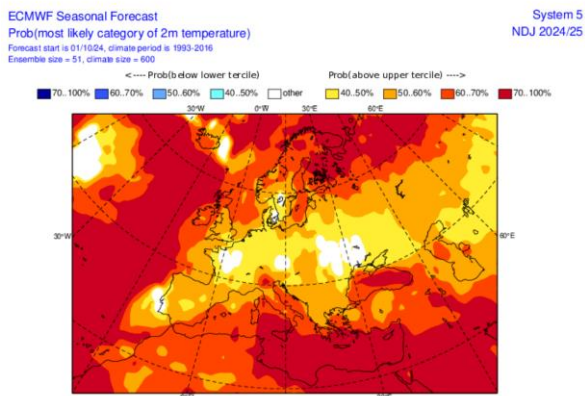 ECMWF Seasonal Forecast
System 5
Prob(most likely category of 2m temperature)
NDJ 2024/25
Forecast start is 01/10/24, climate period is 1993-2016
Ensemble size = 51, climate size = 600
<---- Prob(below lower tercile)
Prob(above upper tercile) ---->
70..100%
60..70%
50..60%
40..50%
other
40..50%
50..60%
60..70%
70..100%
30°W
0°W
30°E
60°E
30°W
60°E